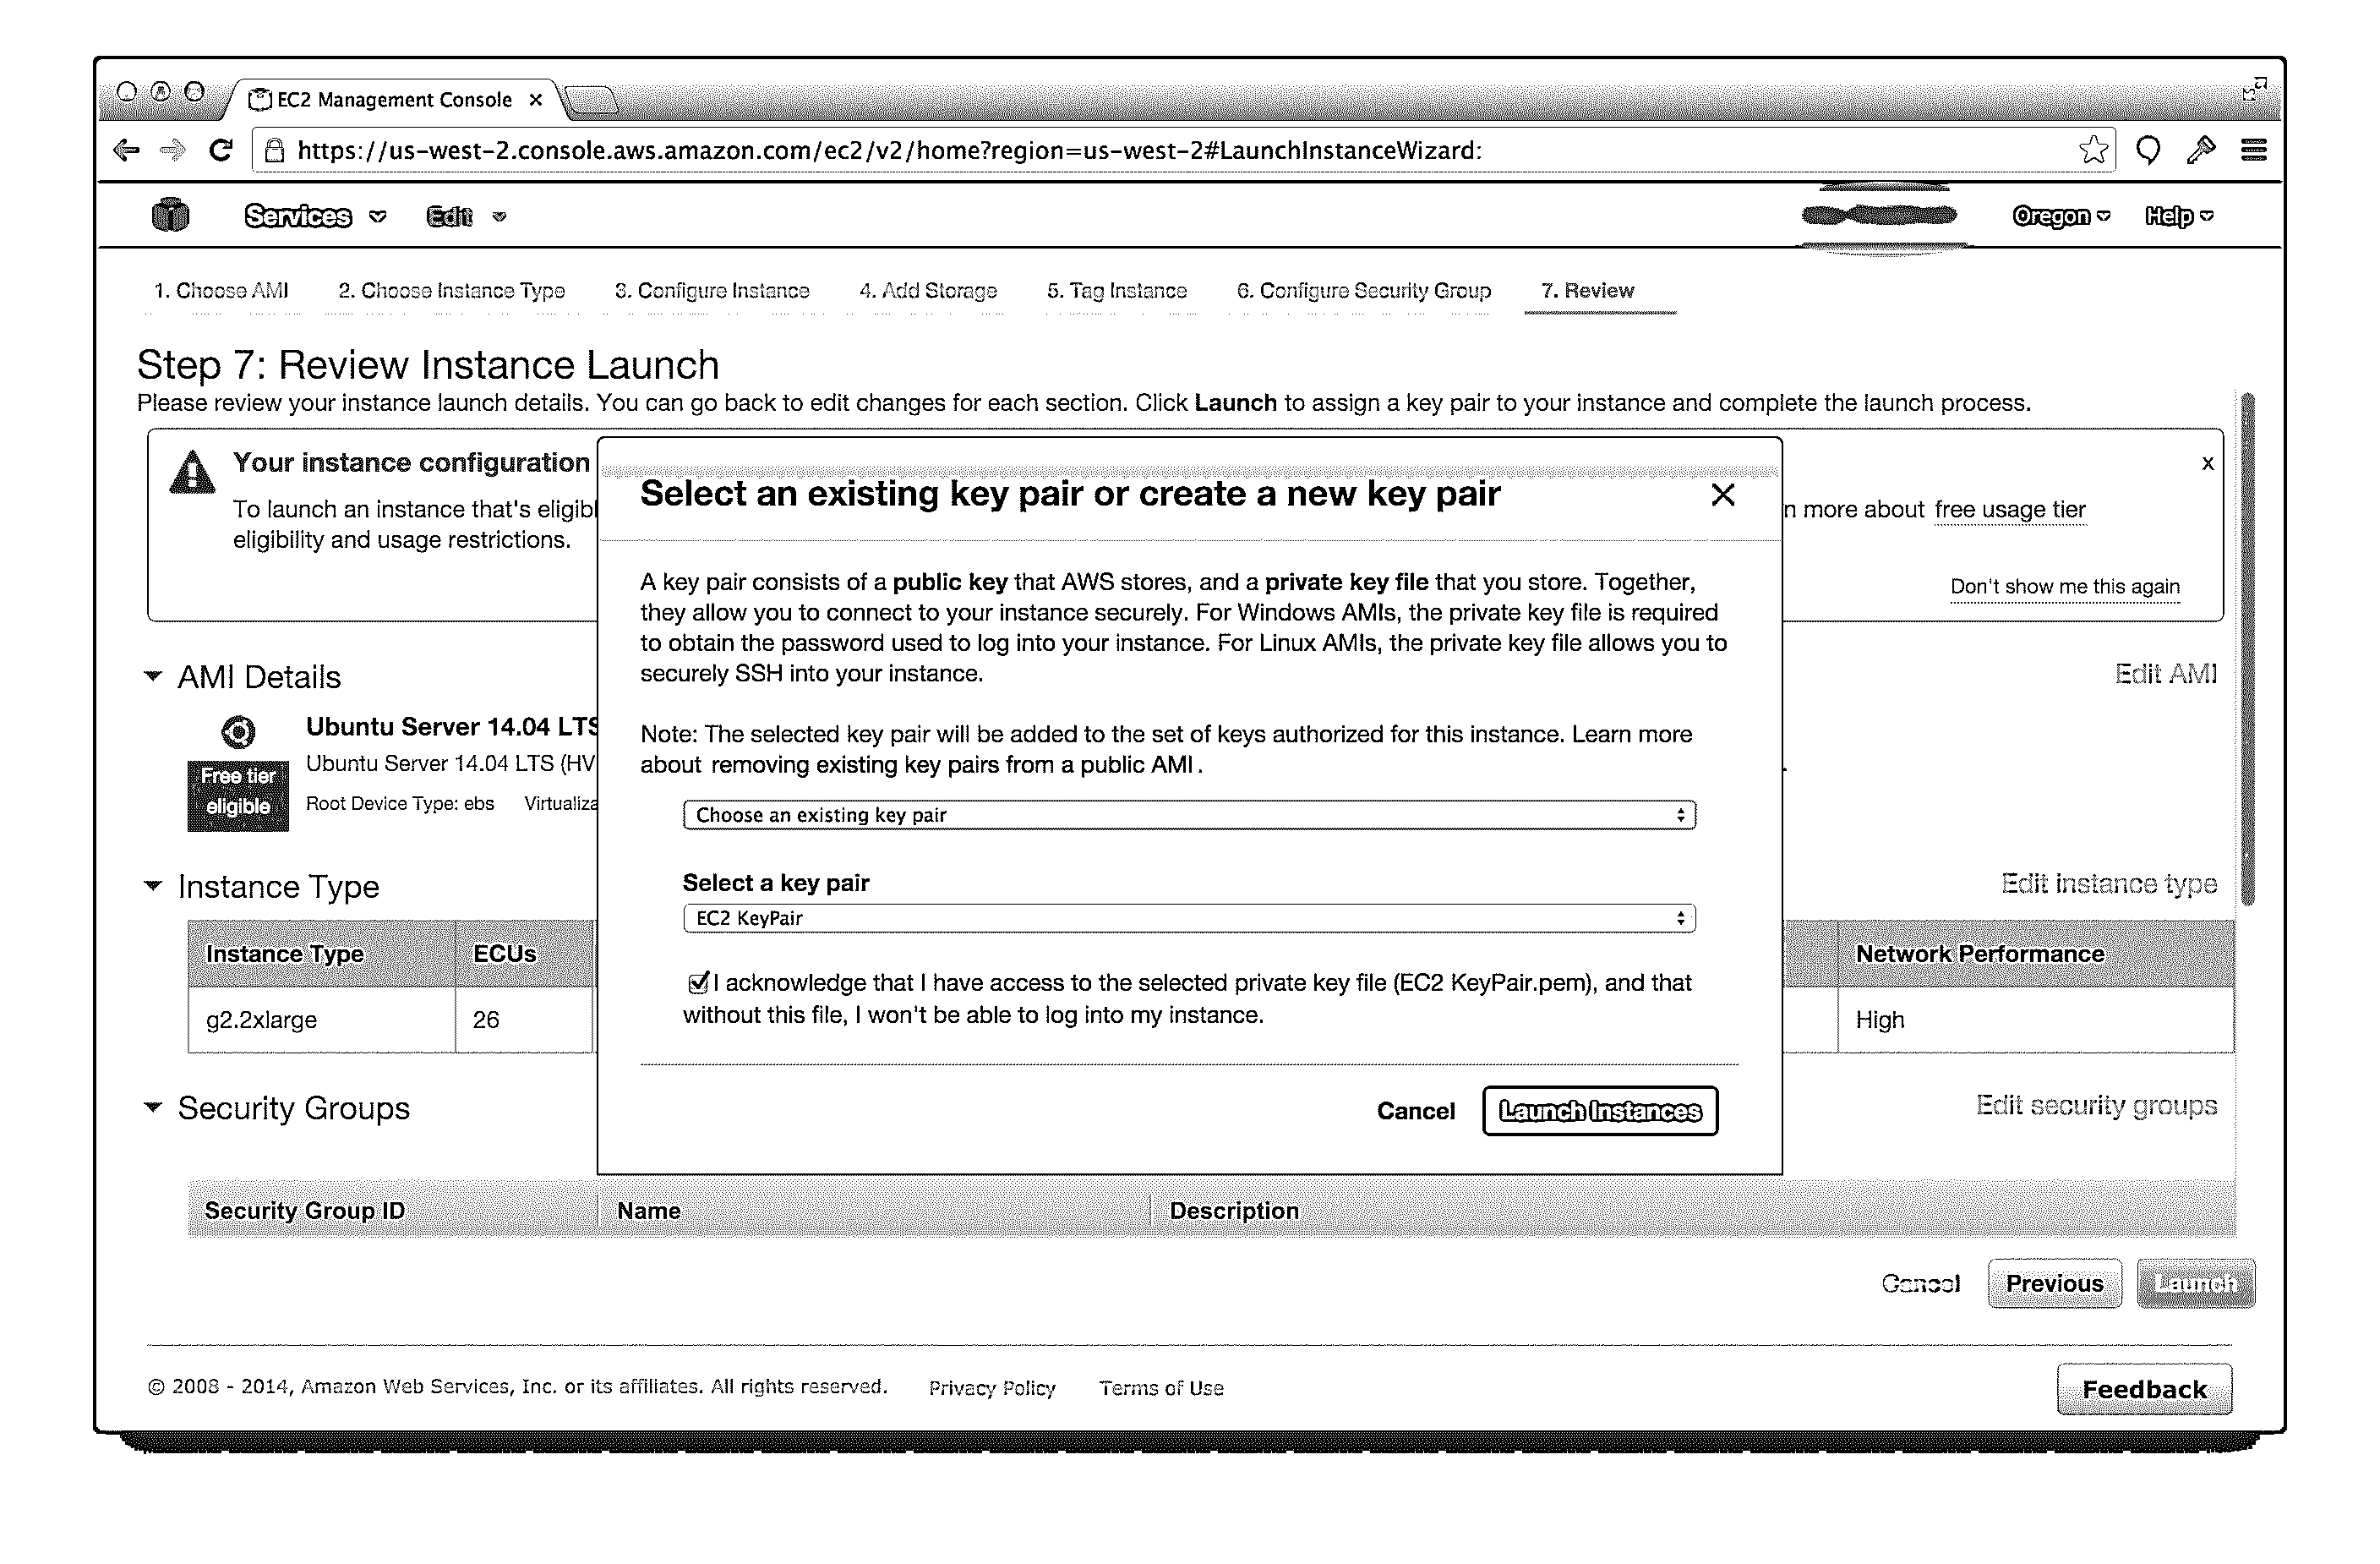 EC2 Management Console ×
https://us-west-2.console.aws.amazon.com/ec2/v2/home?region=us-west-2#LaunchInstanceWizard:
Services Edit Oregon Help
1. Choose AMI 2. Choose Instance Type 3. Configure Instance 4. Add Storage 5. Tag Instance 6. Configure Security Group 7. Review
Step 7: Review Instance Launch
Please review your instance launch details. You can go back to edit changes for each section. Click Launch to assign a key pair to your instance and complete the launch process.
Your instance configuration
x
To launch an instance that's eligibl
n more about free usage tier
eligibility and usage restrictions.
Don't show me this again
Select an existing key pair or create a new key pair ×
A key pair consists of a public key that AWS stores, and a private key file that you store. Together,
they allow you to connect to your instance securely. For Windows AMIs, the private key file is required
to obtain the password used to log into your instance. For Linux AMIs, the private key file allows you to
securely SSH into your instance.
Note: The selected key pair will be added to the set of keys authorized for this instance. Learn more
about removing existing key pairs from a public AMI.
Choose an existing key pair
Select a key pair
EC2 KeyPair
I acknowledge that I have access to the selected private key file (EC2 KeyPair.pem), and that
without this file, I won't be able to log into my instance.
Cancel Launch Instances
AMI Details Edit AMI
Ubuntu Server 14.04 LTS
Free tier
eligible
Ubuntu Server 14.04 LTS (HV
Root Device Type: ebs Virtualiza
Instance Type Edit instance type
Instance Type ECUs Network Performance
g2.2xlarge 26 High
Security Groups Edit security groups
Security Group ID Name Description
Cancel Previous Launch
© 2008 - 2014, Amazon Web Services, Inc. or its affiliates. All rights reserved. Privacy Policy Terms of Use
Feedback